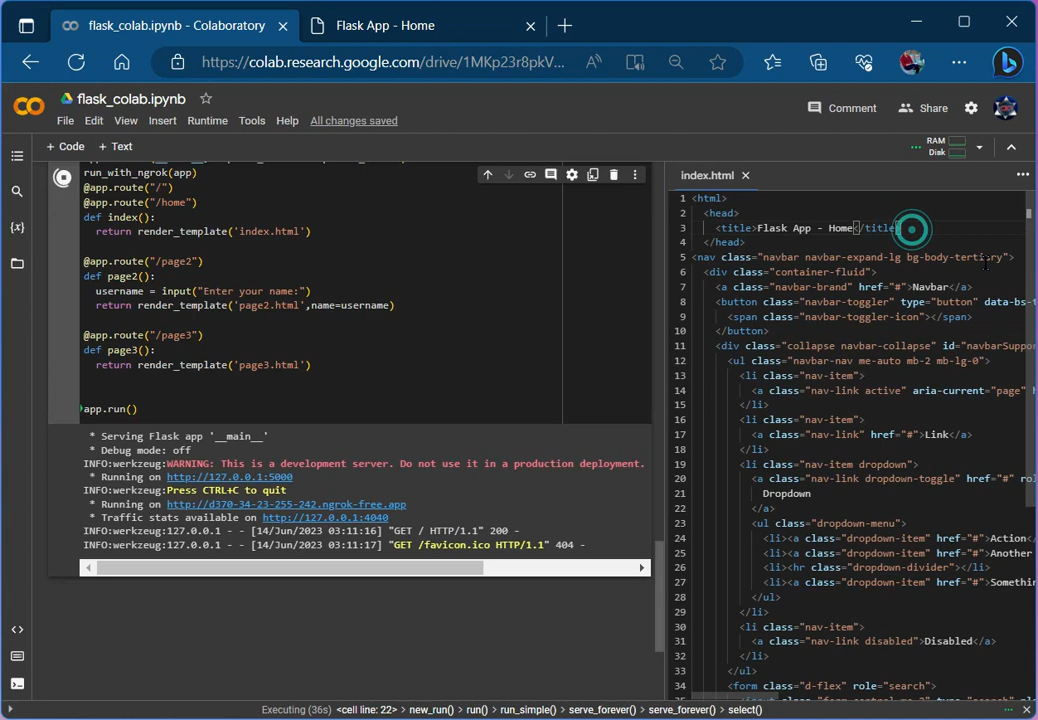 flask_colab.ipynb - Colaboratory
Flask App - Home
https://colab.research.google.com/drive/1MKp23r8pkV...
flask_colab.ipynb
Comment
Share
File Edit View Insert Runtime Tools Help All changes saved
+ Code + Text
RAM
Disk
run_with_ngrok(app)
@app.route("/")
@app.route("/home")
def index():
return render_template('index.html')
@app.route("/page2")
def page2():
username = input("Enter your name:")
return render_template('page2.html',name=username)
@app.route("/page3")
def page3():
return render_template('page3.html')
app.run()
* Serving Flask app '__main__'
* Debug mode: off
INFO:werkzeug:WARNING: This is a development server. Do not use it in a production deployment.
* Running on http://127.0.0.1:5000
INFO:werkzeug:Press CTRL+C to quit
* Running on http://d370-34-23-255-242.ngrok-free.app
* Traffic stats available on http://127.0.0.1:4040
INFO:werkzeug:127.0.0.1 - - [14/Jun/2023 03:11:16] "GET / HTTP/1.1" 200 -
INFO:werkzeug:127.0.0.1 - - [14/Jun/2023 03:11:17] "GET /favicon.ico HTTP/1.1" 404 -
index.html
1 <html>
2 <head>
3 <title>Flask App - Home</title
4 </head>
5 <nav class="navbar navbar-expand-lg bg-body-tertiary">
6 <div class="container-fluid">
7 <a class="navbar-brand" href="#">Navbar</a>
8 <button class="navbar-toggler" type="button" data-bs-t
9 <span class="navbar-toggler-icon"></span>
10 </button>
11 <div class="collapse navbar-collapse" id="navbarSuppor
12 <ul class="navbar-nav me-auto mb-2 mb-lg-0">
13 <li class="nav-item">
14 <a class="nav-link active" aria-current="page" h
15 </li>
16 <li class="nav-item">
17 <a class="nav-link" href="#">Link</a>
18 </li>
19 <li class="nav-item dropdown">
20 <a class="nav-link dropdown-toggle" href="#" rol
21 Dropdown
22 </a>
23 <ul class="dropdown-menu">
24 <li><a class="dropdown-item" href="#">Action</
25 <li><a class="dropdown-item" href="#">Another
26 <li><hr class="dropdown-divider"></li>
27 <li><a class="dropdown-item" href="#">Somethin
28 </ul>
29 </li>
30 <li class="nav-item">
31 <a class="nav-link disabled">Disabled</a>
32 </li>
33 </ul>
34 <form class="d-flex" role="search">
Executing (36s) <cell line: 22> > new_run() > run() > run_simple() > serve_forever() > serve_forever() > select()